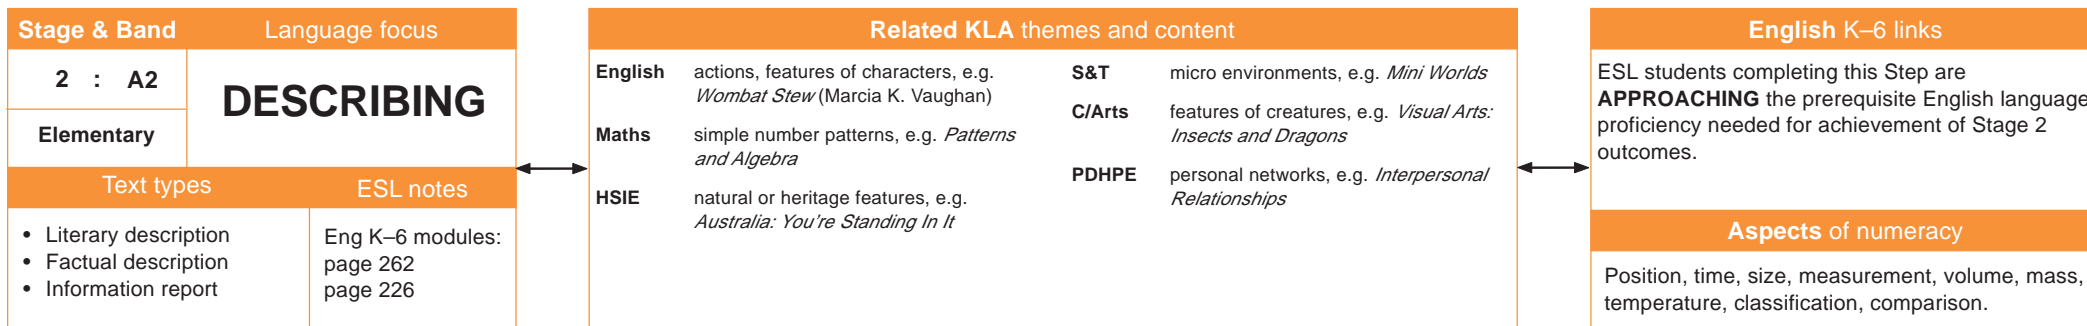 Stage & Band
Language focus
2 : A2
Elementary
DESCRIBING
Text types
ESL notes
• Literary description
• Factual description
• Information report
Eng K–6 modules:
page 262
page 226
Related KLA themes and content
English
actions, features of characters, e.g.
Wombat Stew (Marcia K. Vaughan)
Maths
simple number patterns, e.g. Patterns
and Algebra
HSIE
natural or heritage features, e.g.
Australia: You're Standing In It
S&T
micro environments, e.g. Mini Worlds
C/Arts
features of creatures, e.g. Visual Arts:
Insects and Dragons
PDHPE
personal networks, e.g. Interpersonal
Relationships
English K–6 links
ESL students completing this Step are
APPROACHING the prerequisite English language
proficiency needed for achievement of Stage 2
outcomes.
Aspects of numeracy
Position, time, size, measurement, volume, mass,
temperature, classification, comparison.